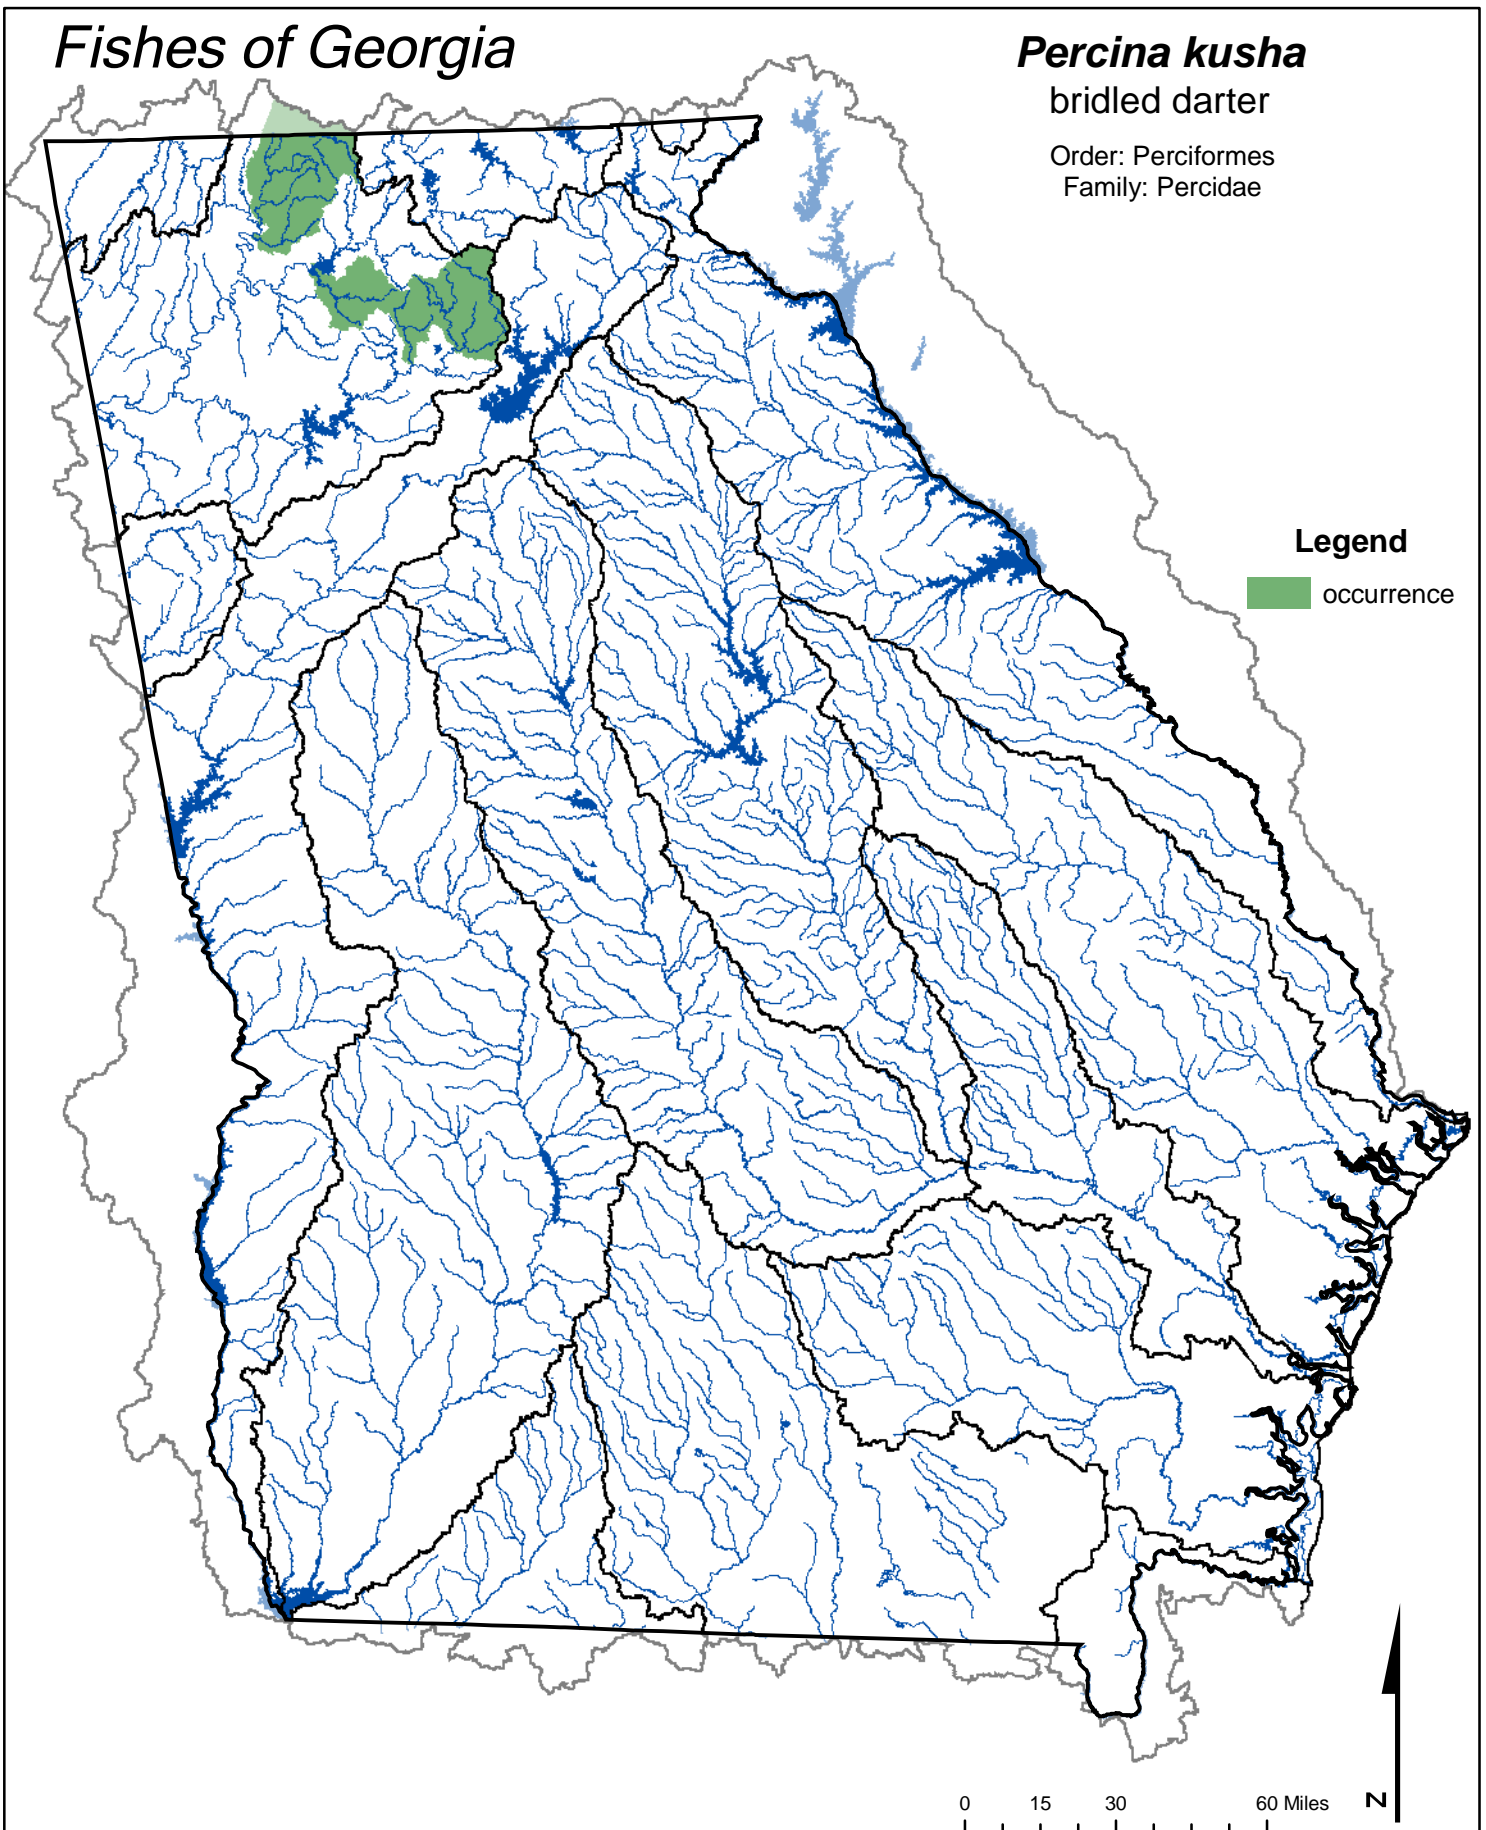 Fishes of Georgia
Percina kusha
bridled darter
Order: Perciformes
Family: Percidae
Legend
occurrence
0 15 30 60 Miles
N